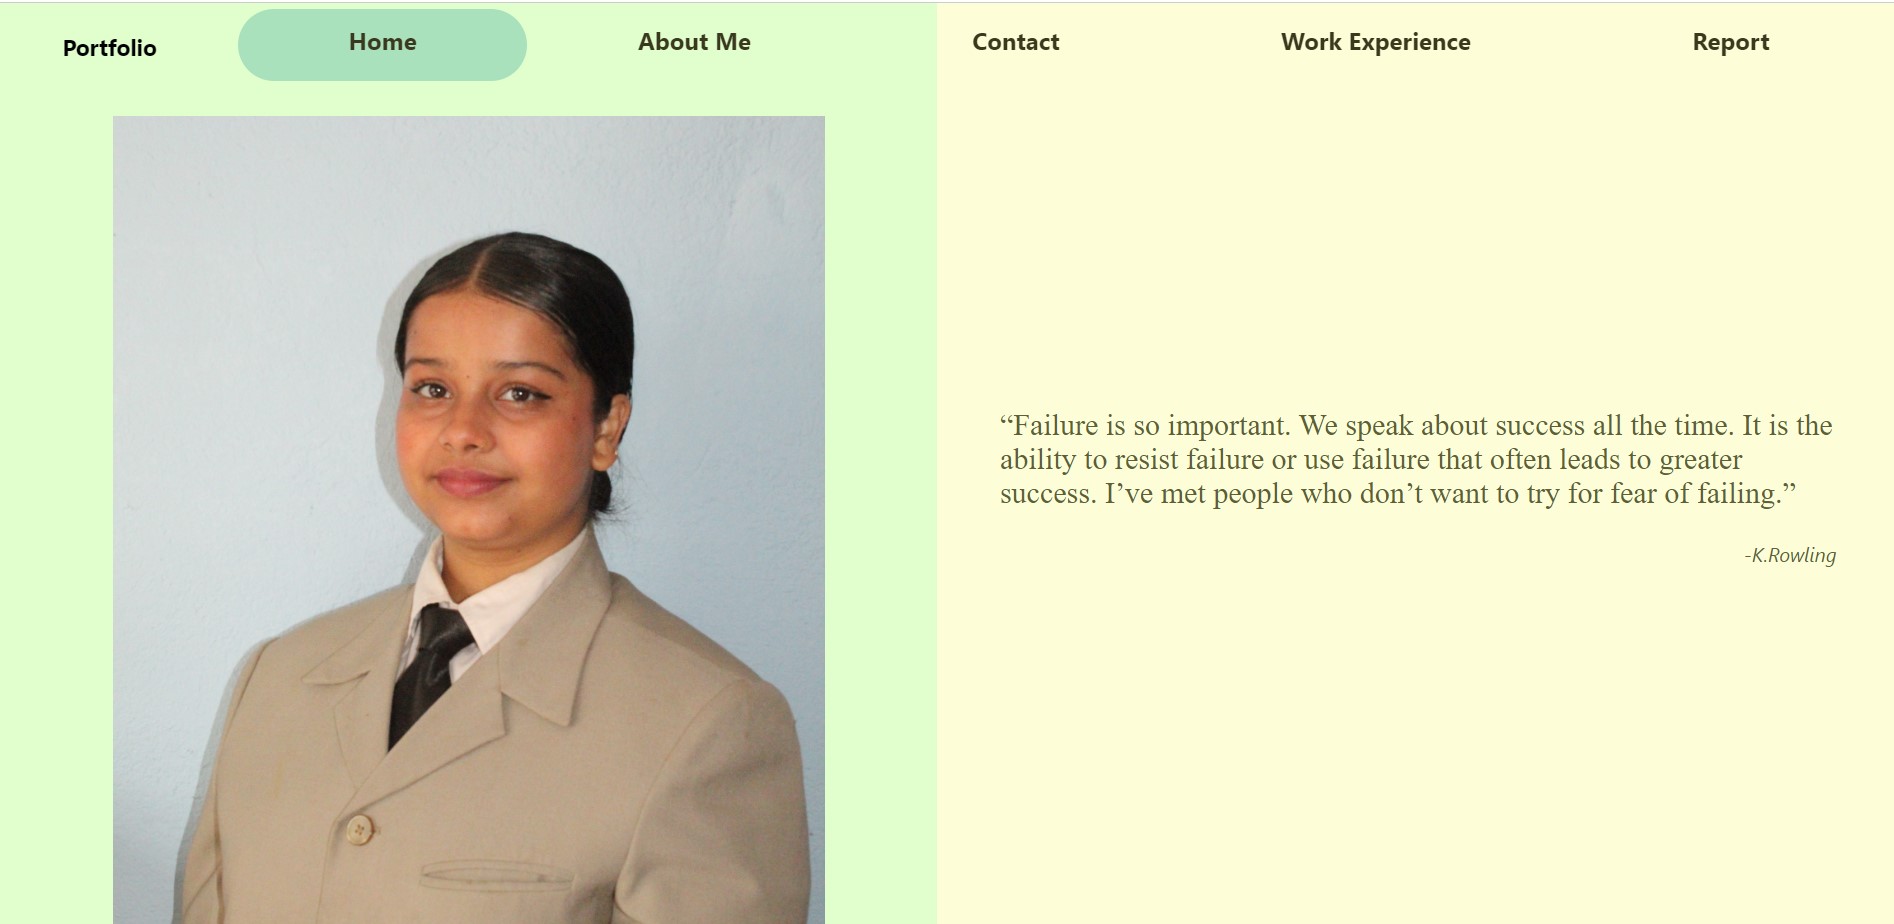 Portfolio
Home
About Me
Contact
Work Experience
Report
“Failure is so important. We speak about success all the time. It is the
ability to resist failure or use failure that often leads to greater
success. I’ve met people who don’t want to try for fear of failing.”
-K.Rowling